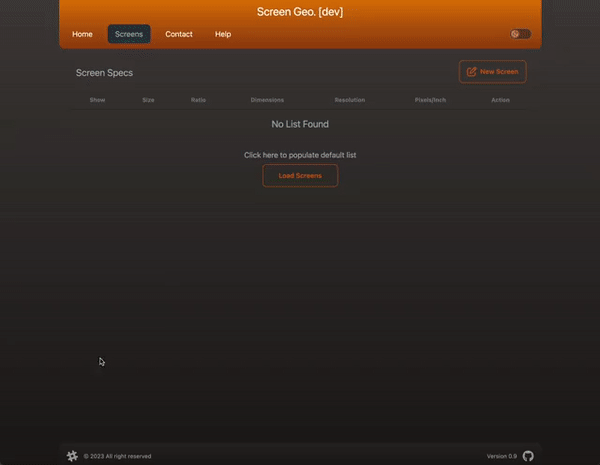 Screen Geo. [dev]
Home Screens Contact Help
Screen Specs
New Screen
Show Size Ratio Dimensions Resolution Pixels/Inch Action
No List Found
Click here to populate default list
Load Screens
© 2023 All right reserved
Version 0.9